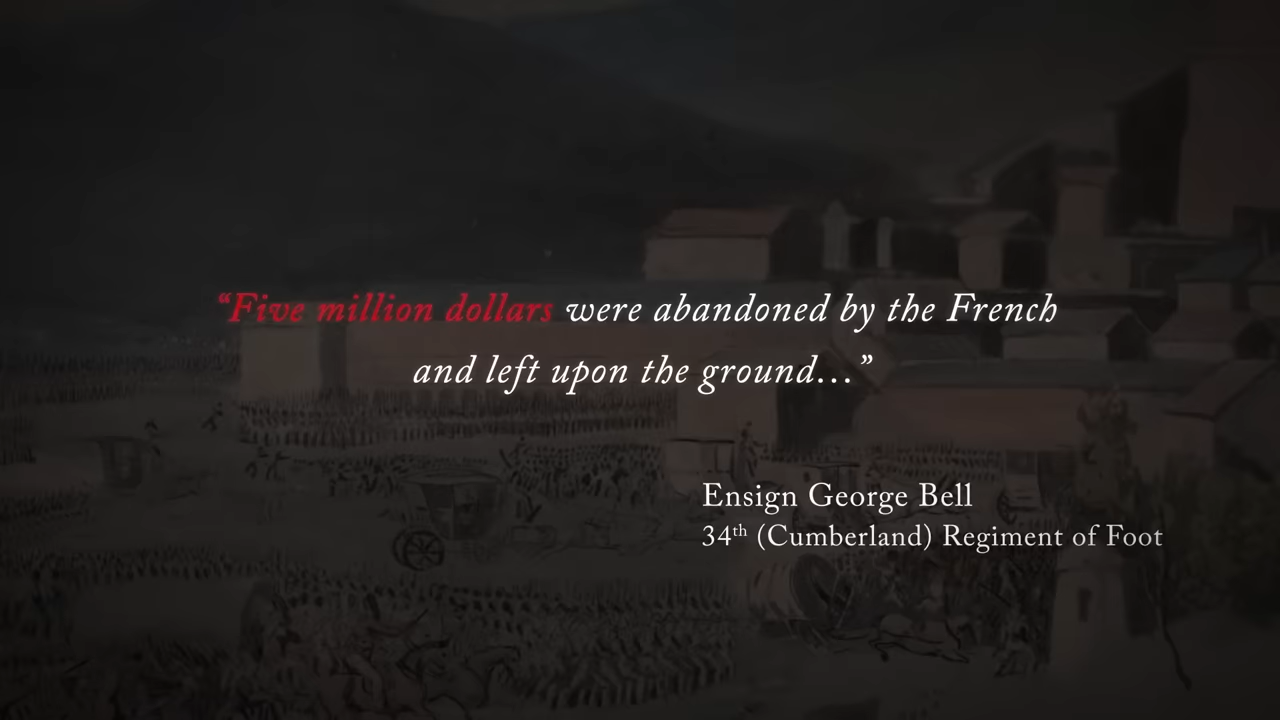 “Five million dollars were abandoned by the French
and left upon the ground...”
Ensign George Bell
34th (Cumberland) Regiment of Foot